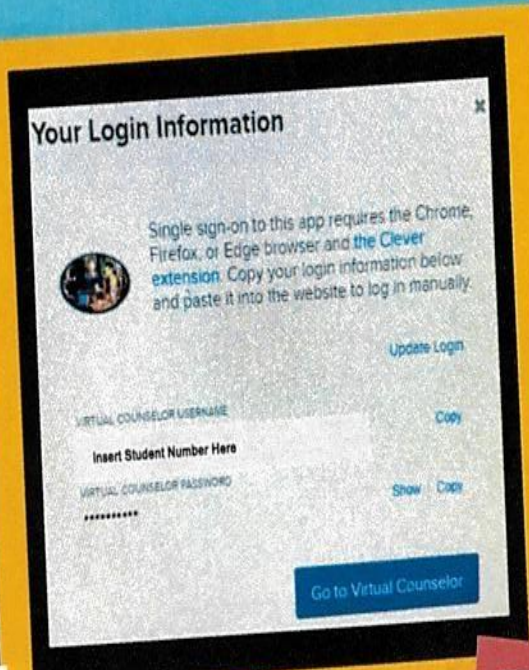 Your Login Information
×
Single sign-on to this app requires the Chrome,
Firefox, or Edge browser and the Clever
extension. Copy your login information below
and paste it into the website to log in manually.
Update Login
VIRTUAL COUNSELOR USERNAME
Copy
Insert Student Number Here
VIRTUAL COUNSELOR PASSWORD
Show Copy
••••••••••
Go to Virtual Counselor